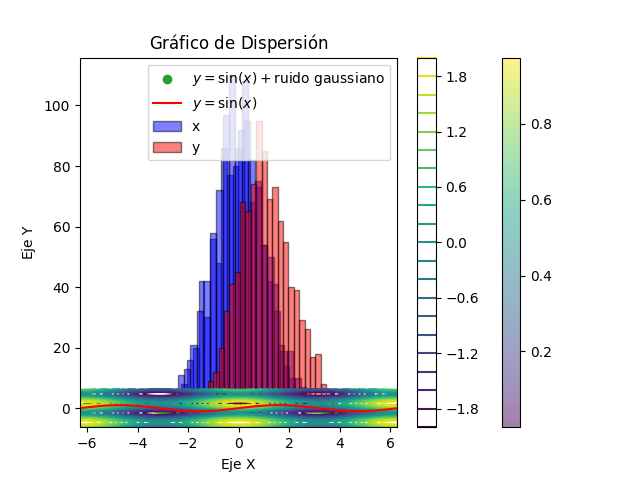 Gráfico de Dispersión
y = sin(x) + ruido gaussiano
y = sin(x)
x
y
Eje Y
100
80
60
40
20
0
−6 −4 −2 0 2 4 6
Eje X
1.8
1.2
0.6
0.0
−0.6
−1.2
−1.8
0.8
0.6
0.4
0.2